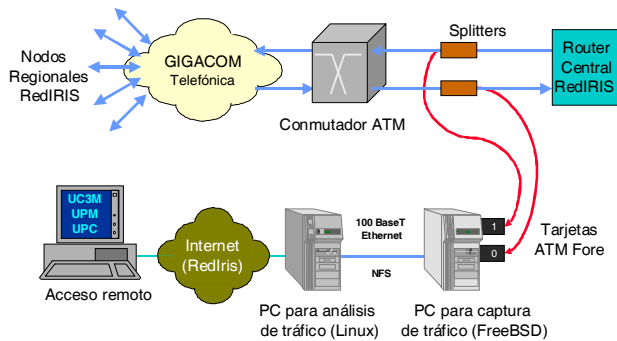 Nodos
Regionales
RedIRIS
GIGACOM
Telefónica
Conmutador ATM
Splitters
Router
Central
RedIRIS
UC3M
UPM
UPC
Acceso remoto
Internet
(RedIris)
100 BaseT
Ethernet
NFS
PC para análisis
de tráfico (Linux)
1
0
PC para captura
de tráfico (FreeBSD)
Tarjetas
ATM Fore